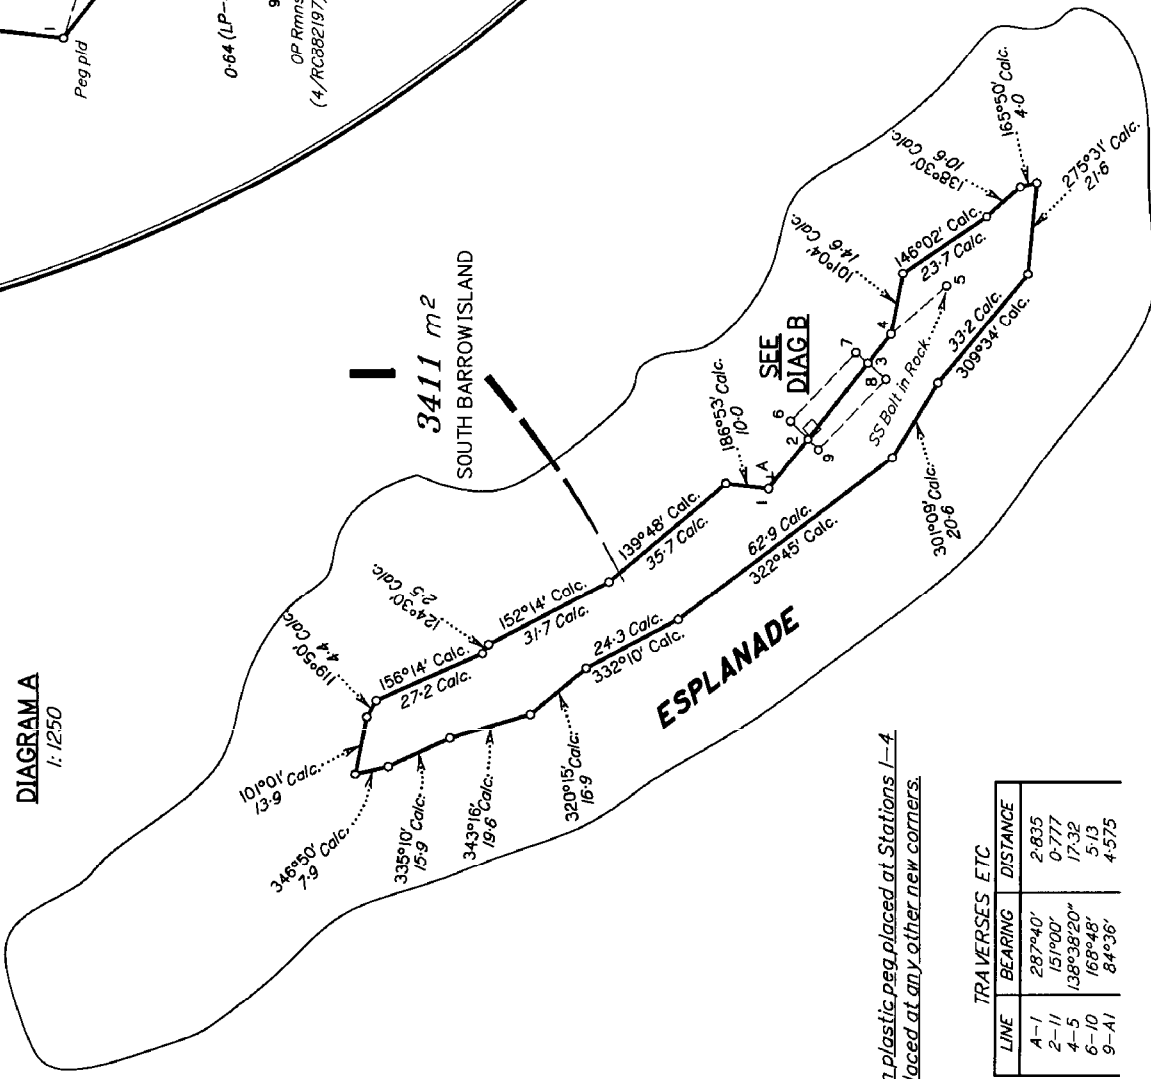 DIAGRAM A
1:1250
1
Peg pld
0·64 (LP-
9
OP Rmns
(4/RC882197
I
3411 m²
SOUTH BARROW ISLAND
SEE
DIAG B
ESPLANADE
101°01' Calc.
13·9
119°50' Calc.
4·4
156°14' Calc.
27·2 Calc.
124°30' Calc.
2·5
152°14' Calc.
31·7 Calc.
139°48' Calc.
35·7 Calc.
186°53' Calc.
10·0
1
A
2
6
9
7
3
8
4
5
SS Bolt in Rock
101°04' Calc.
14·6
146°02' Calc.
23·7 Calc.
138°30' Calc.
10·6
165°50' Calc.
4·0
275°31' Calc.
21·6
33·2 Calc.
309°34' Calc.
301°09' Calc.
20·6
62·9 Calc.
322°45' Calc.
24·3 Calc.
332°10' Calc.
320°15' Calc.
16·9
343°16' Calc.
19·6
335°10' Calc.
15·9
346°50' Calc.
7·9
n plastic peg placed at Stations 1-4
laced at any other new corners.
TRAVERSES ETC
LINE BEARING DISTANCE
A-1 287°40' 2·835
2-11 151°00' 0·777
4-5 138°38'20" 17·32
6-10 168°48' 5·13
9-A1 84°36' 4·575